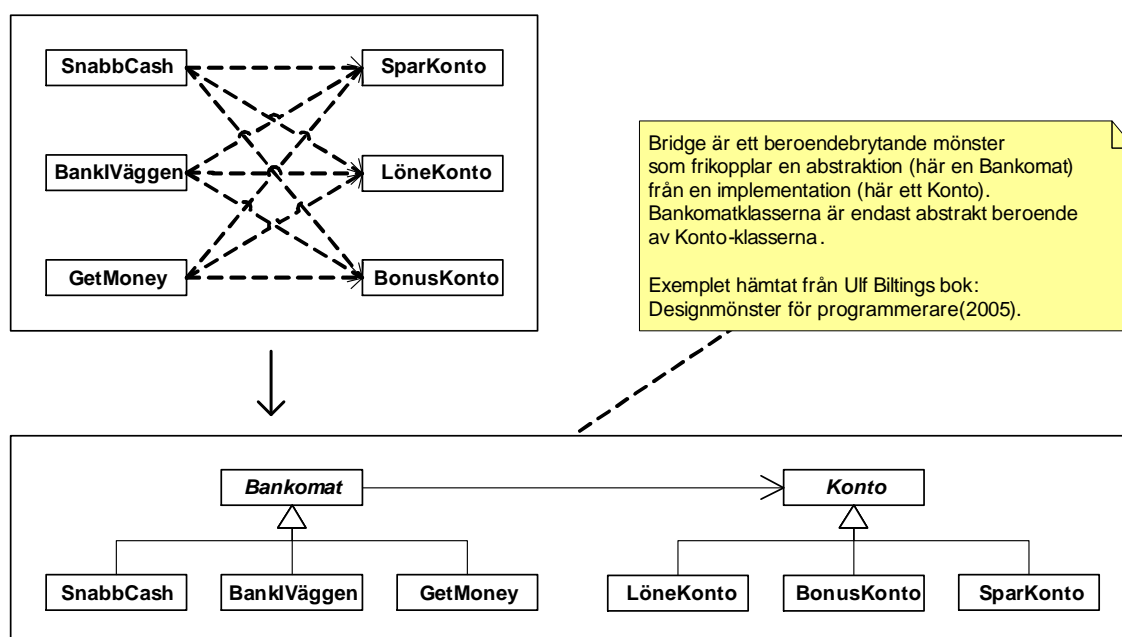 SnabbCash
SparKonto
BankIVäggen
LöneKonto
GetMoney
BonusKonto
Bridge är ett beroendebrytande mönster
som frikopplar en abstraktion (här en Bankomat)
från en implementation (här ett Konto).
Bankomatklasserna är endast abstrakt beroende
av Konto-klasserna.
Exemplet hämtat från Ulf Biltings bok:
Designmönster för programmerare(2005).
Bankomat
Konto
SnabbCash
BankIVäggen
GetMoney
LöneKonto
BonusKonto
SparKonto